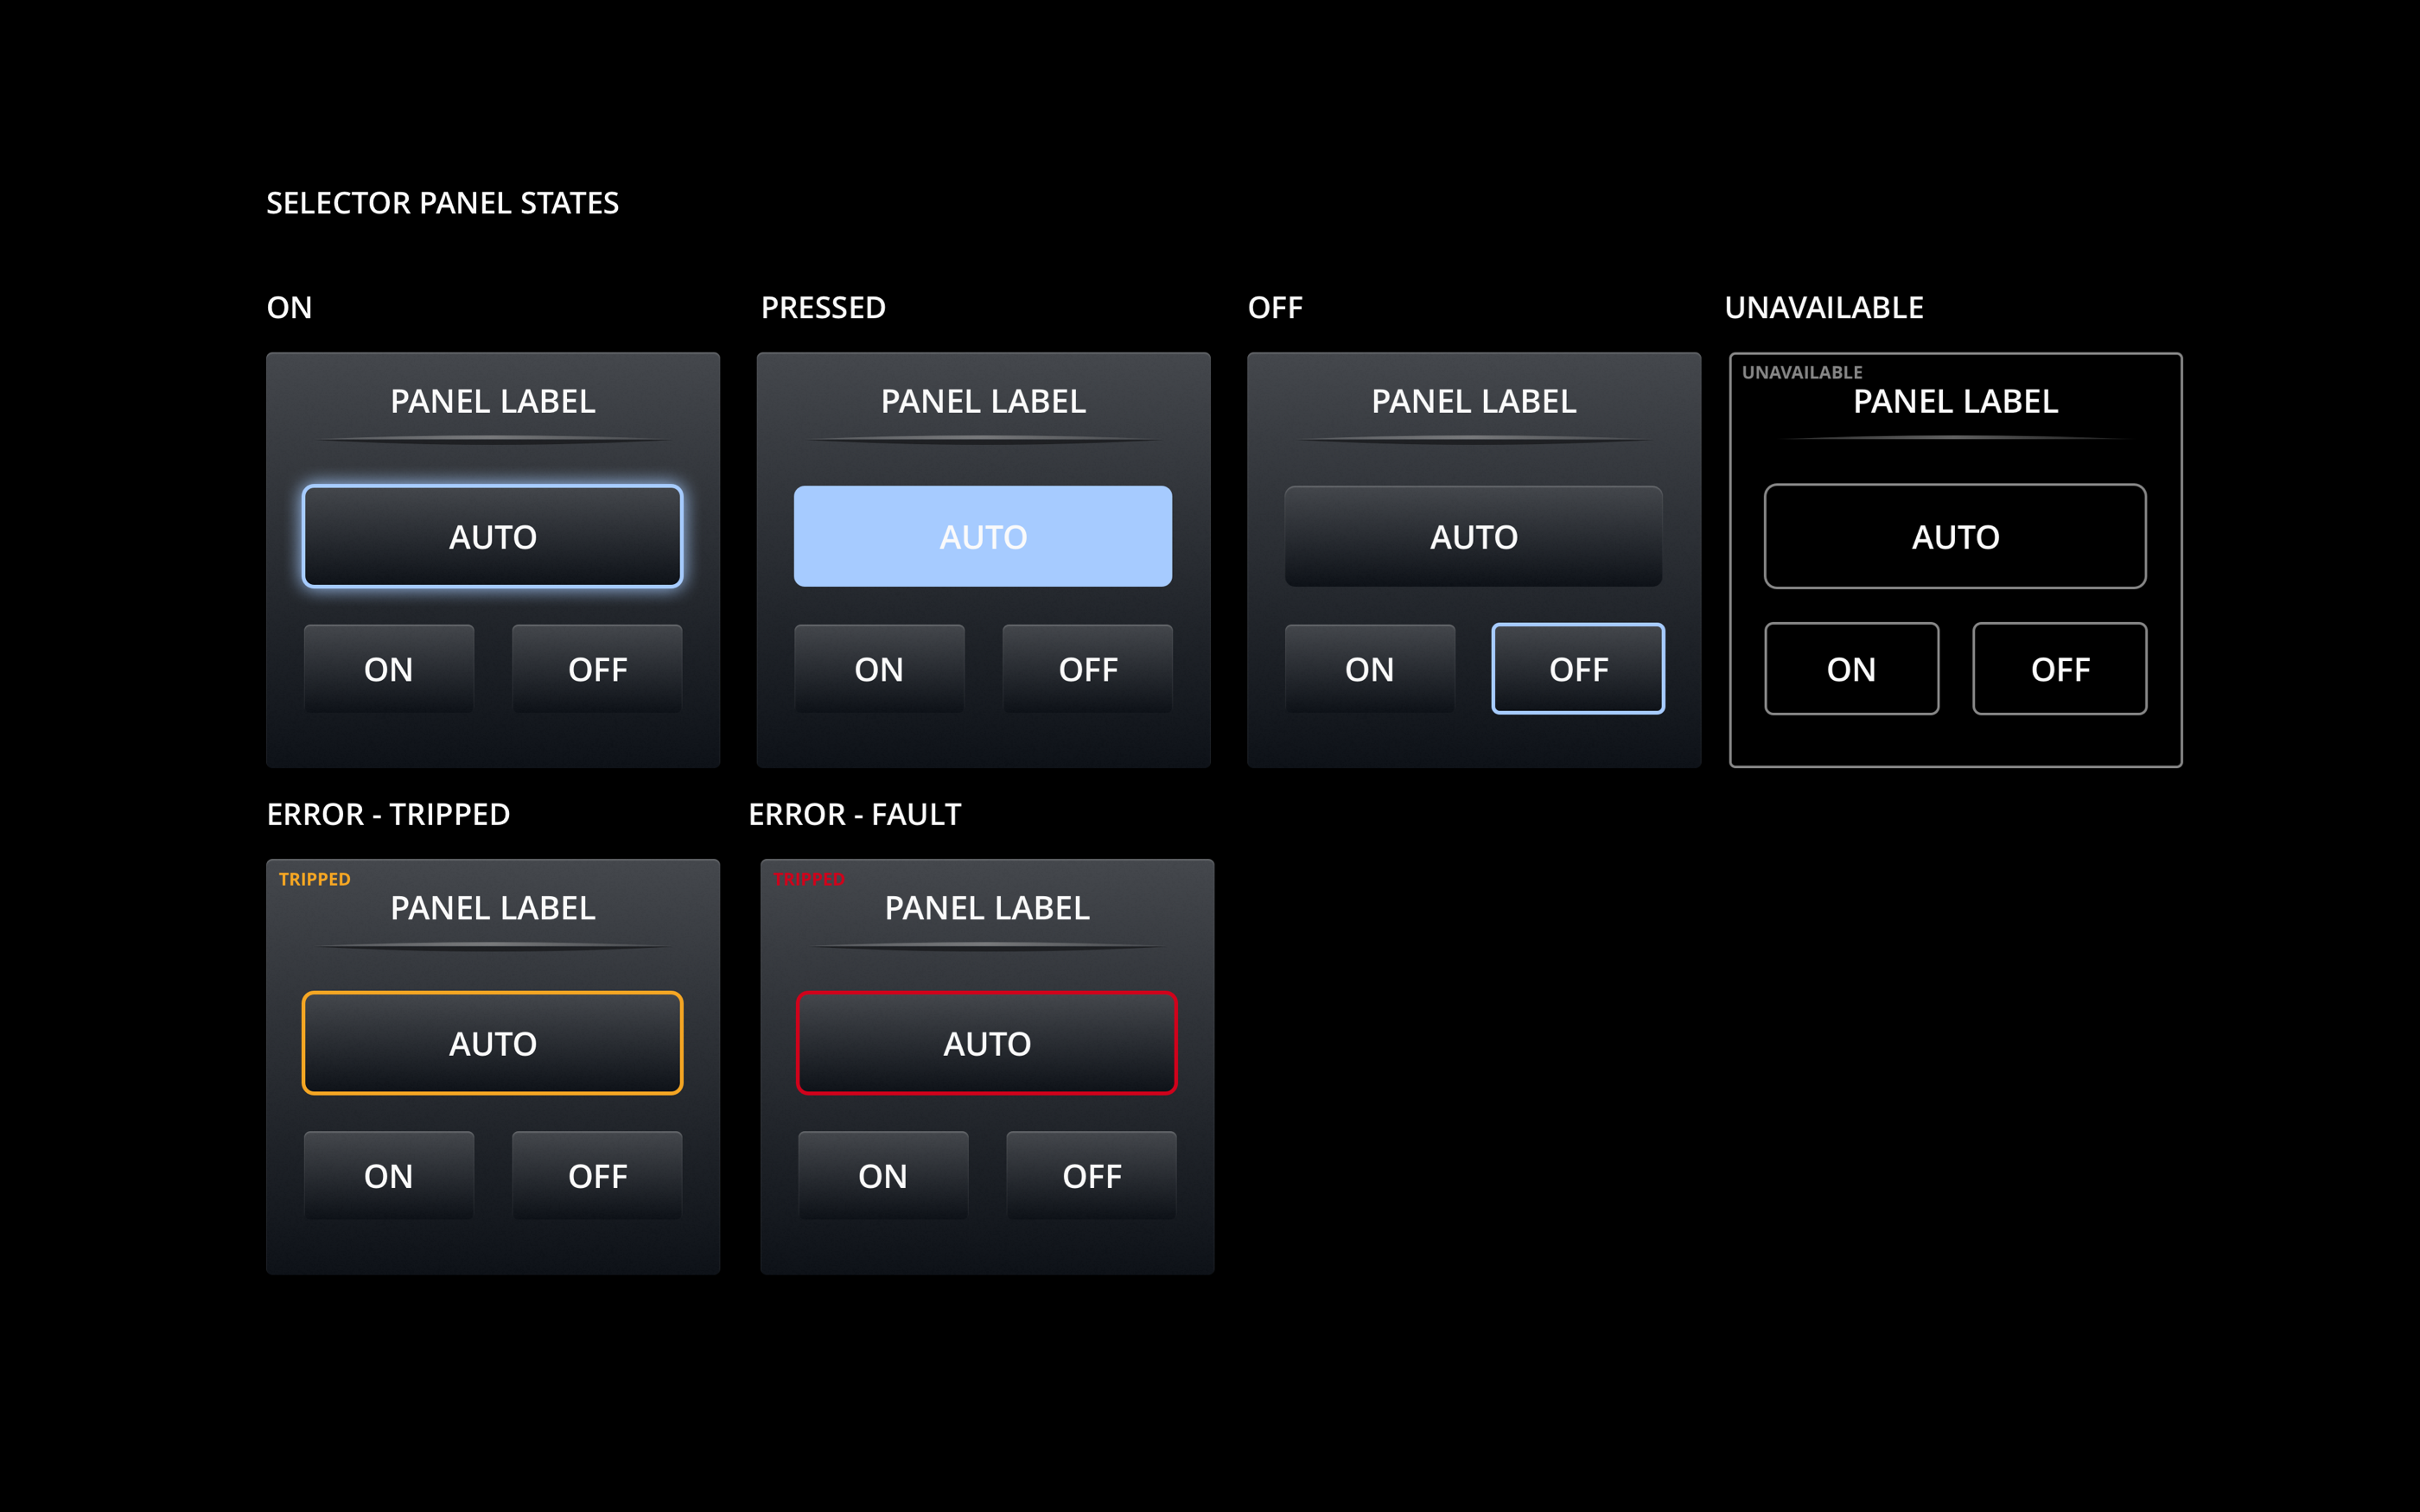 SELECTOR PANEL STATES
ON
PRESSED
OFF
UNAVAILABLE
PANEL LABEL
AUTO
ON
OFF
PANEL LABEL
AUTO
ON
OFF
PANEL LABEL
AUTO
ON
OFF
UNAVAILABLE
PANEL LABEL
AUTO
ON
OFF
ERROR - TRIPPED
ERROR - FAULT
TRIPPED
PANEL LABEL
AUTO
ON
OFF
TRIPPED
PANEL LABEL
AUTO
ON
OFF